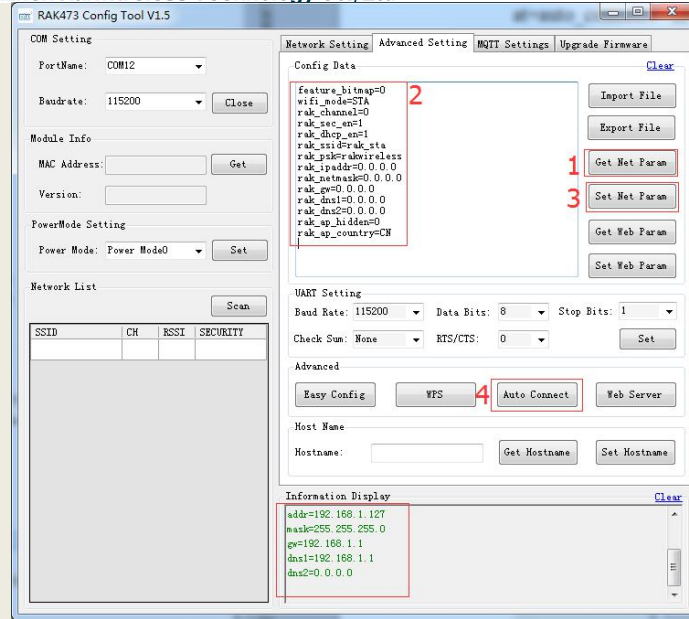 RAK473 Config Tool V1.5
COM Setting
PortName: COM12
Baudrate: 115200 Close
Module Info
MAC Address: Get
Version:
PowerMode Setting
Power Mode: Power Mode0 Set
Network List
Scan
SSID CH RSSI SECURITY
Network Setting Advanced Setting MQTT Settings Upgrade Firmware
Config Data Clear
feature_bitmap=0
wifi_mode=STA
rak_channel=0
rak_sec_en=1
rak_dhcp_en=1
rak_ssid=rak_sta
rak_psk=rakwireless
rak_ipaddr=0.0.0.0
rak_netmask=0.0.0.0
rak_gw=0.0.0.0
rak_dns1=0.0.0.0
rak_dns2=0.0.0.0
rak_ap_hidden=0
rak_ap_country=CN
2
Import File
Export File
1 Get Net Param
3 Set Net Param
Get Web Param
Set Web Param
UART Setting
Baud Rate: 115200 Data Bits: 8 Stop Bits: 1
Check Sum: None RTS/CTS: 0 Set
Advanced
Easy Config WPS 4 Auto Connect Web Server
Host Name
Hostname: Get Hostname Set Hostname
Information Display Clear
addr=192.168.1.127
mask=255.255.255.0
gw=192.168.1.1
dns1=192.168.1.1
dns2=0.0.0.0